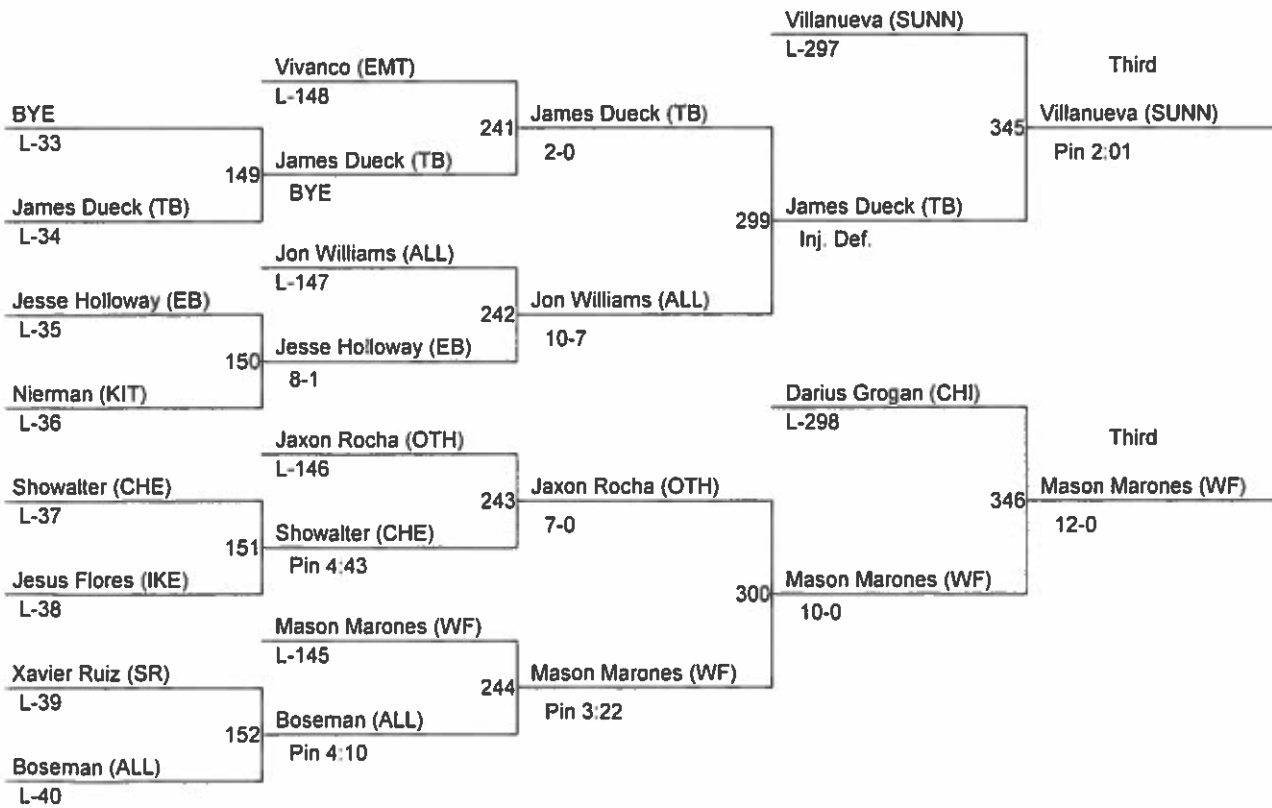 BYE
L-33
149
James Dueck (TB)
L-34
Jesse Holloway (EB)
L-35
150
Nierman (KIT)
L-36
Showalter (CHE)
L-37
151
Jesus Flores (IKE)
L-38
Xavier Ruiz (SR)
L-39
152
Boseman (ALL)
L-40
Vivanco (EMT)
L-148
241
James Dueck (TB)
BYE
Jon Williams (ALL)
L-147
242
Jesse Holloway (EB)
8-1
Jaxon Rocha (OTH)
L-146
243
Showalter (CHE)
Pin 4:43
Mason Marones (WF)
L-145
244
Boseman (ALL)
Pin 4:10
James Dueck (TB)
2-0
299
Jon Williams (ALL)
10-7
Jaxon Rocha (OTH)
7-0
300
Mason Marones (WF)
Pin 3:22
Villanueva (SUNN)
L-297
345
James Dueck (TB)
Inj. Def.
Darius Grogan (CHI)
L-298
346
Mason Marones (WF)
10-0
Third
Villanueva (SUNN)
Pin 2:01
Third
Mason Marones (WF)
12-0